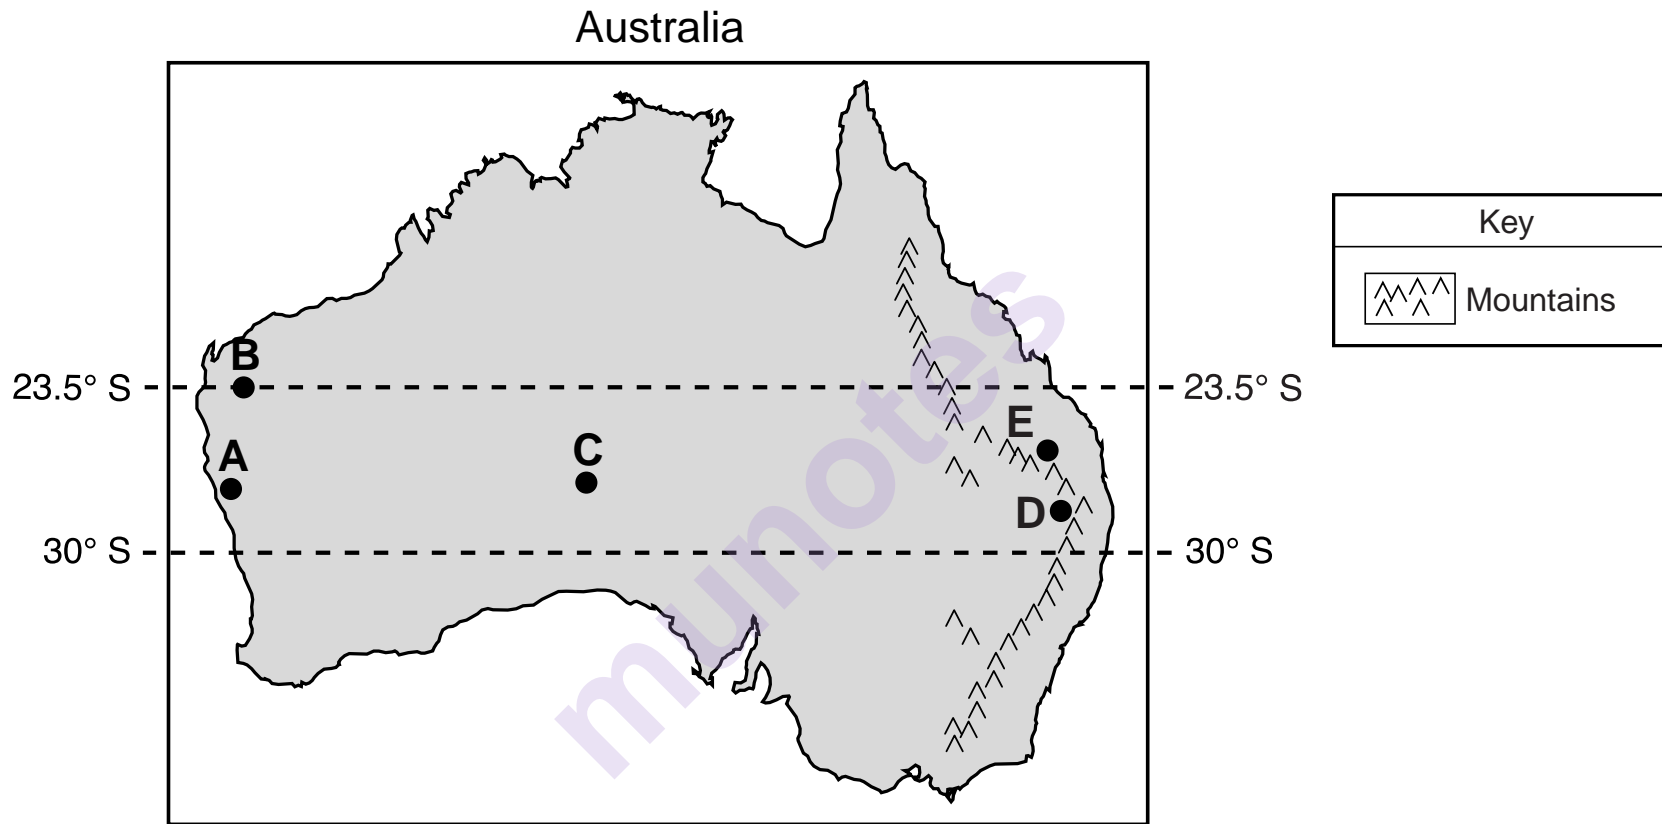 Australia
Key
Mountains
B
23.5° S
23.5° S
E
A
C
D
30° S
30° S
munotes